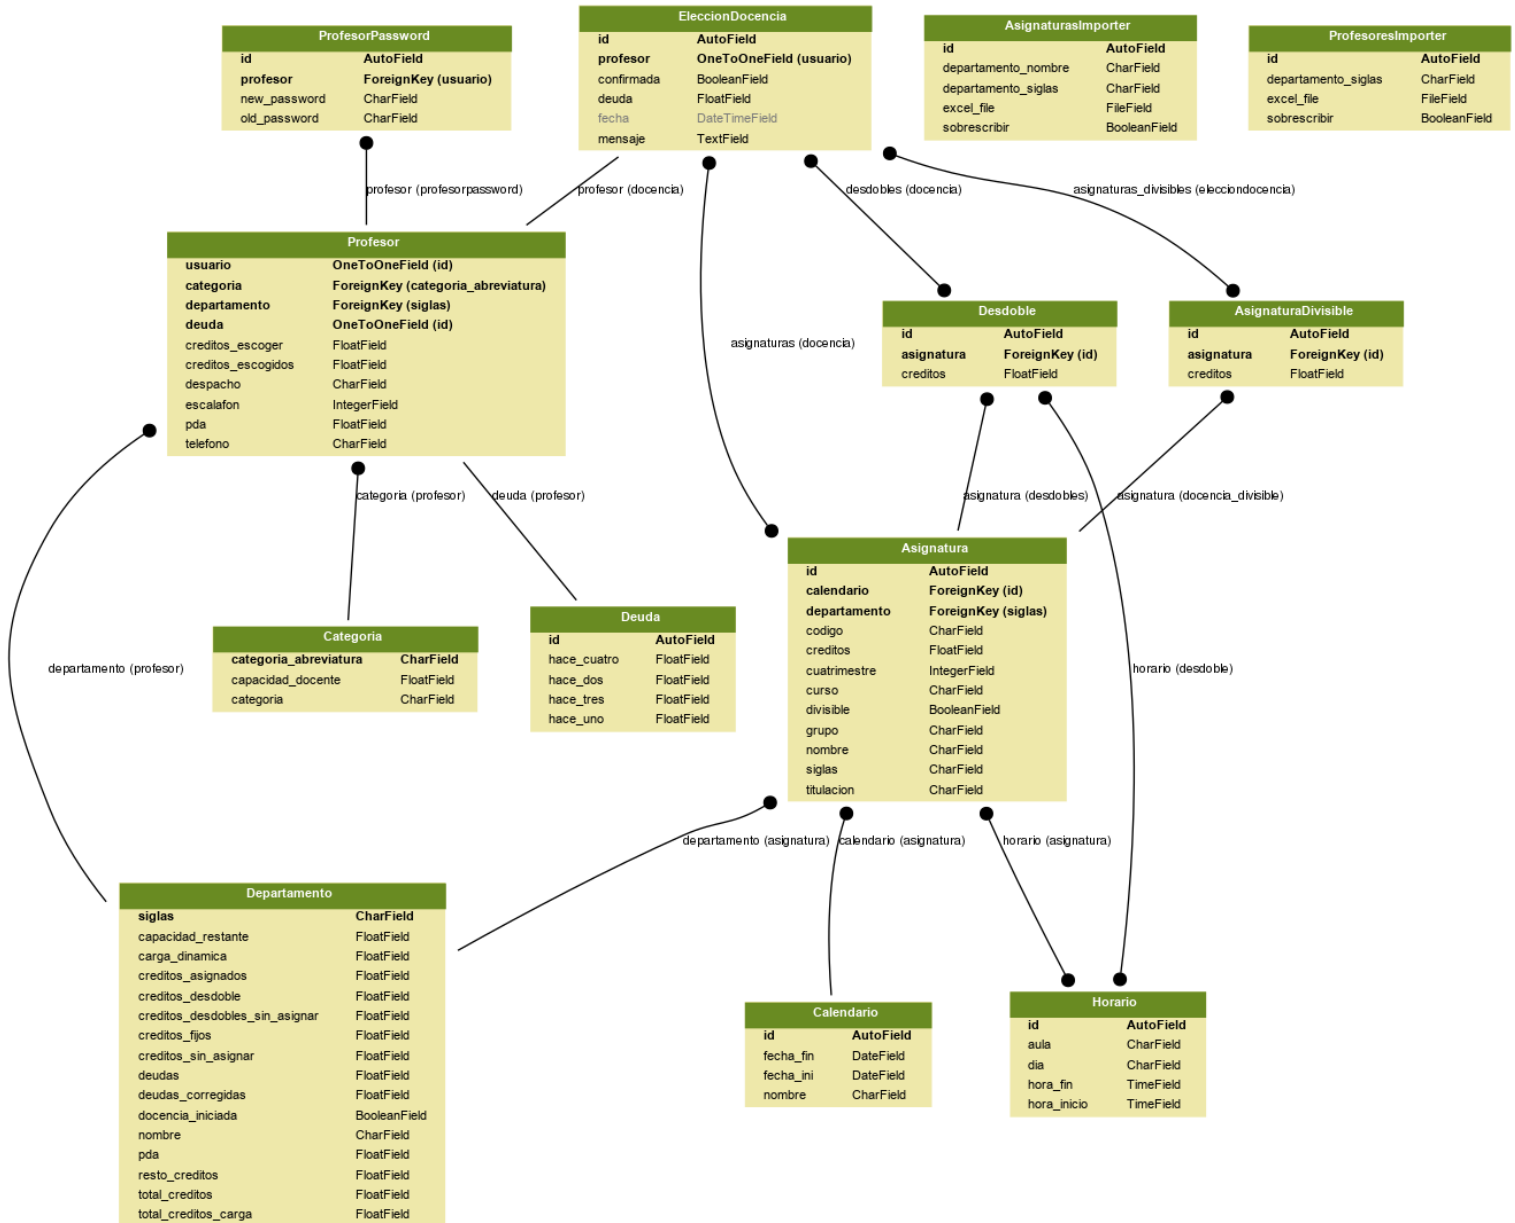 ProfesorPassword
id AutoField
profesor ForeignKey (usuario)
new_password CharField
old_password CharField
EleccionDocencia
id AutoField
profesor OneToOneField (usuario)
confirmada BooleanField
deuda FloatField
fecha DateTimeField
mensaje TextField
AsignaturasImporter
id AutoField
departamento_nombre CharField
departamento_siglas CharField
excel_file FileField
sobrescribir BooleanField
ProfesoresImporter
id AutoField
departamento_siglas CharField
excel_file FileField
sobrescribir BooleanField
profesor (profesorpassword)
profesor (docencia)
desdobles (docencia)
asignaturas_divisibles (elecciondocencia)
Profesor
usuario OneToOneField (id)
categoria ForeignKey (categoria_abreviatura)
departamento ForeignKey (siglas)
deuda OneToOneField (id)
creditos_escoger FloatField
creditos_escogidos FloatField
despacho CharField
escalafon IntegerField
pda FloatField
telefono CharField
asignaturas (docencia)
Desdoble
id AutoField
asignatura ForeignKey (id)
creditos FloatField
AsignaturaDivisible
id AutoField
asignatura ForeignKey (id)
creditos FloatField
categoria (profesor)
deuda (profesor)
asignatura (desdobles)
asignatura (docencia_divisible)
departamento (profesor)
Categoria
categoria_abreviatura CharField
capacidad_docente FloatField
categoria CharField
Deuda
id AutoField
hace_cuatro FloatField
hace_dos FloatField
hace_tres FloatField
hace_uno FloatField
Asignatura
id AutoField
calendario ForeignKey (id)
departamento ForeignKey (siglas)
codigo CharField
creditos FloatField
cuatrimestre IntegerField
curso CharField
divisible BooleanField
grupo CharField
nombre CharField
siglas CharField
titulacion CharField
horario (desdoble)
departamento (asignatura)
calendario (asignatura)
horario (asignatura)
Departamento
siglas CharField
capacidad_restante FloatField
carga_dinamica FloatField
creditos_asignados FloatField
creditos_desdoble FloatField
creditos_desdobles_sin_asignar FloatField
creditos_fijos FloatField
creditos_sin_asignar FloatField
deudas FloatField
deudas_corregidas FloatField
docencia_iniciada BooleanField
nombre CharField
pda FloatField
resto_creditos FloatField
total_creditos FloatField
total_creditos_carga FloatField
Calendario
id AutoField
fecha_fin DateField
fecha_ini DateField
nombre CharField
Horario
id AutoField
aula CharField
dia CharField
hora_fin TimeField
hora_inicio TimeField